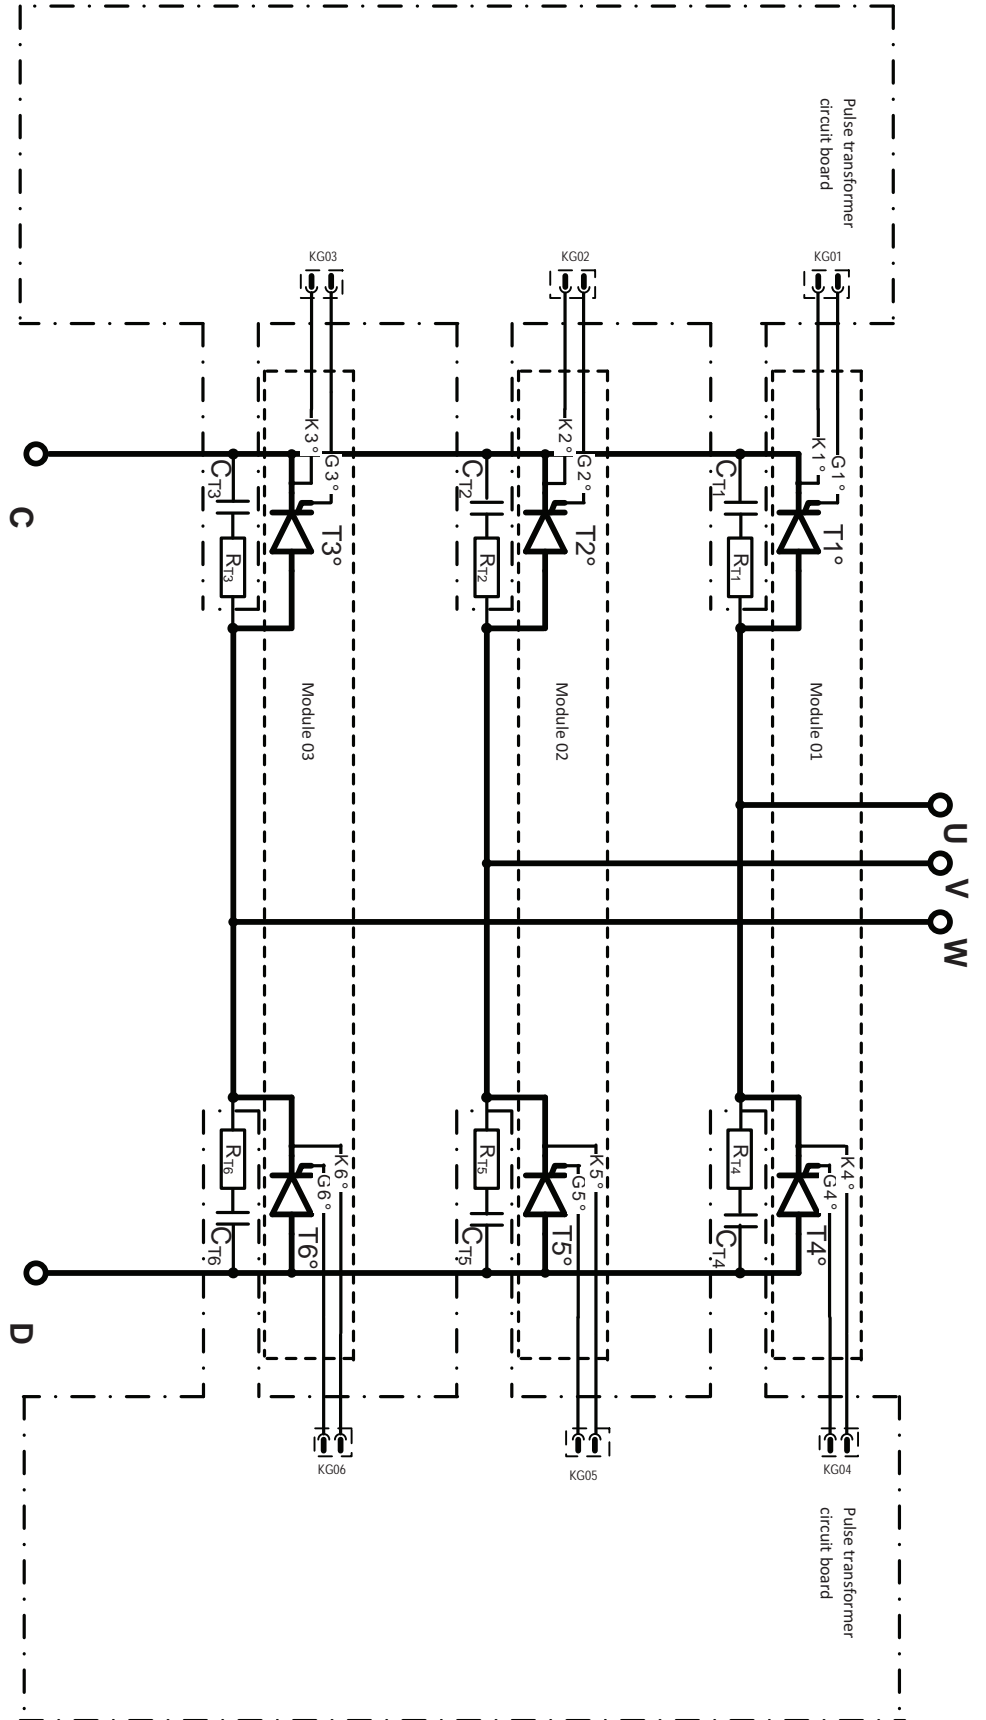 Pulse transformer
circuit board
KG03
KG02
KG01
K3°
G3°
K2°
G2°
K1°
G1°
CT3
CT2
CT1
T3°
T2°
T1°
RT3
RT2
RT1
C
Module 03
Module 02
Module 01
U
V
W
RT6
RT5
RT4
K6°
G6°
K5°
G5°
K4°
G4°
CT6
CT5
CT4
T6°
T5°
T4°
D
KG06
KG05
KG04
Pulse transformer
circuit board